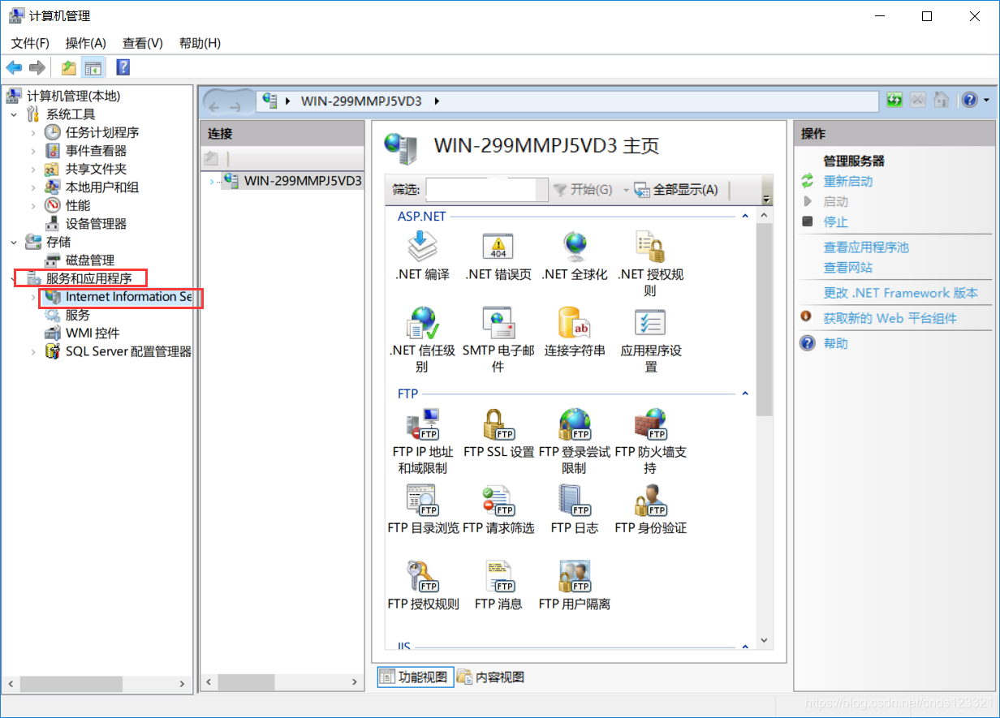 计算机管理
文件(F) 操作(A) 查看(V) 帮助(H)
计算机管理(本地)
系统工具
任务计划程序
事件查看器
共享文件夹
本地用户和组
性能
设备管理器
存储
磁盘管理
服务和应用程序
Internet Information Se
服务
WMI 控件
SQL Server 配置管理器
WIN-299MMPJ5VD3
连接
WIN-299MMPJ5VD3
WIN-299MMPJ5VD3 主页
筛选: 开始(G) 全部显示(A)
ASP.NET
.NET 编译
.NET 错误页
404
.NET 全球化
.NET 授权规
则
.NET 信任级
别
SMTP 电子邮
件
ab
连接字符串
应用程序设
置
FTP
FTP
FTP IP 地址
和域限制
FTP
FTP SSL 设置
FTP
FTP 登录尝试
限制
FTP
FTP 防火墙支
持
FTP
FTP 目录浏览
FTP
FTP 请求筛选
FTP
FTP 日志
FTP
FTP 身份验证
FTP
FTP 授权规则
FTP
FTP 消息
FTP
FTP 用户隔离
IIS
功能视图 内容视图
操作
管理服务器
重新启动
启动
停止
查看应用程序池
查看网站
更改 .NET Framework 版本
获取新的 Web 平台组件
帮助
https://blog.csdn.net/cnds123321